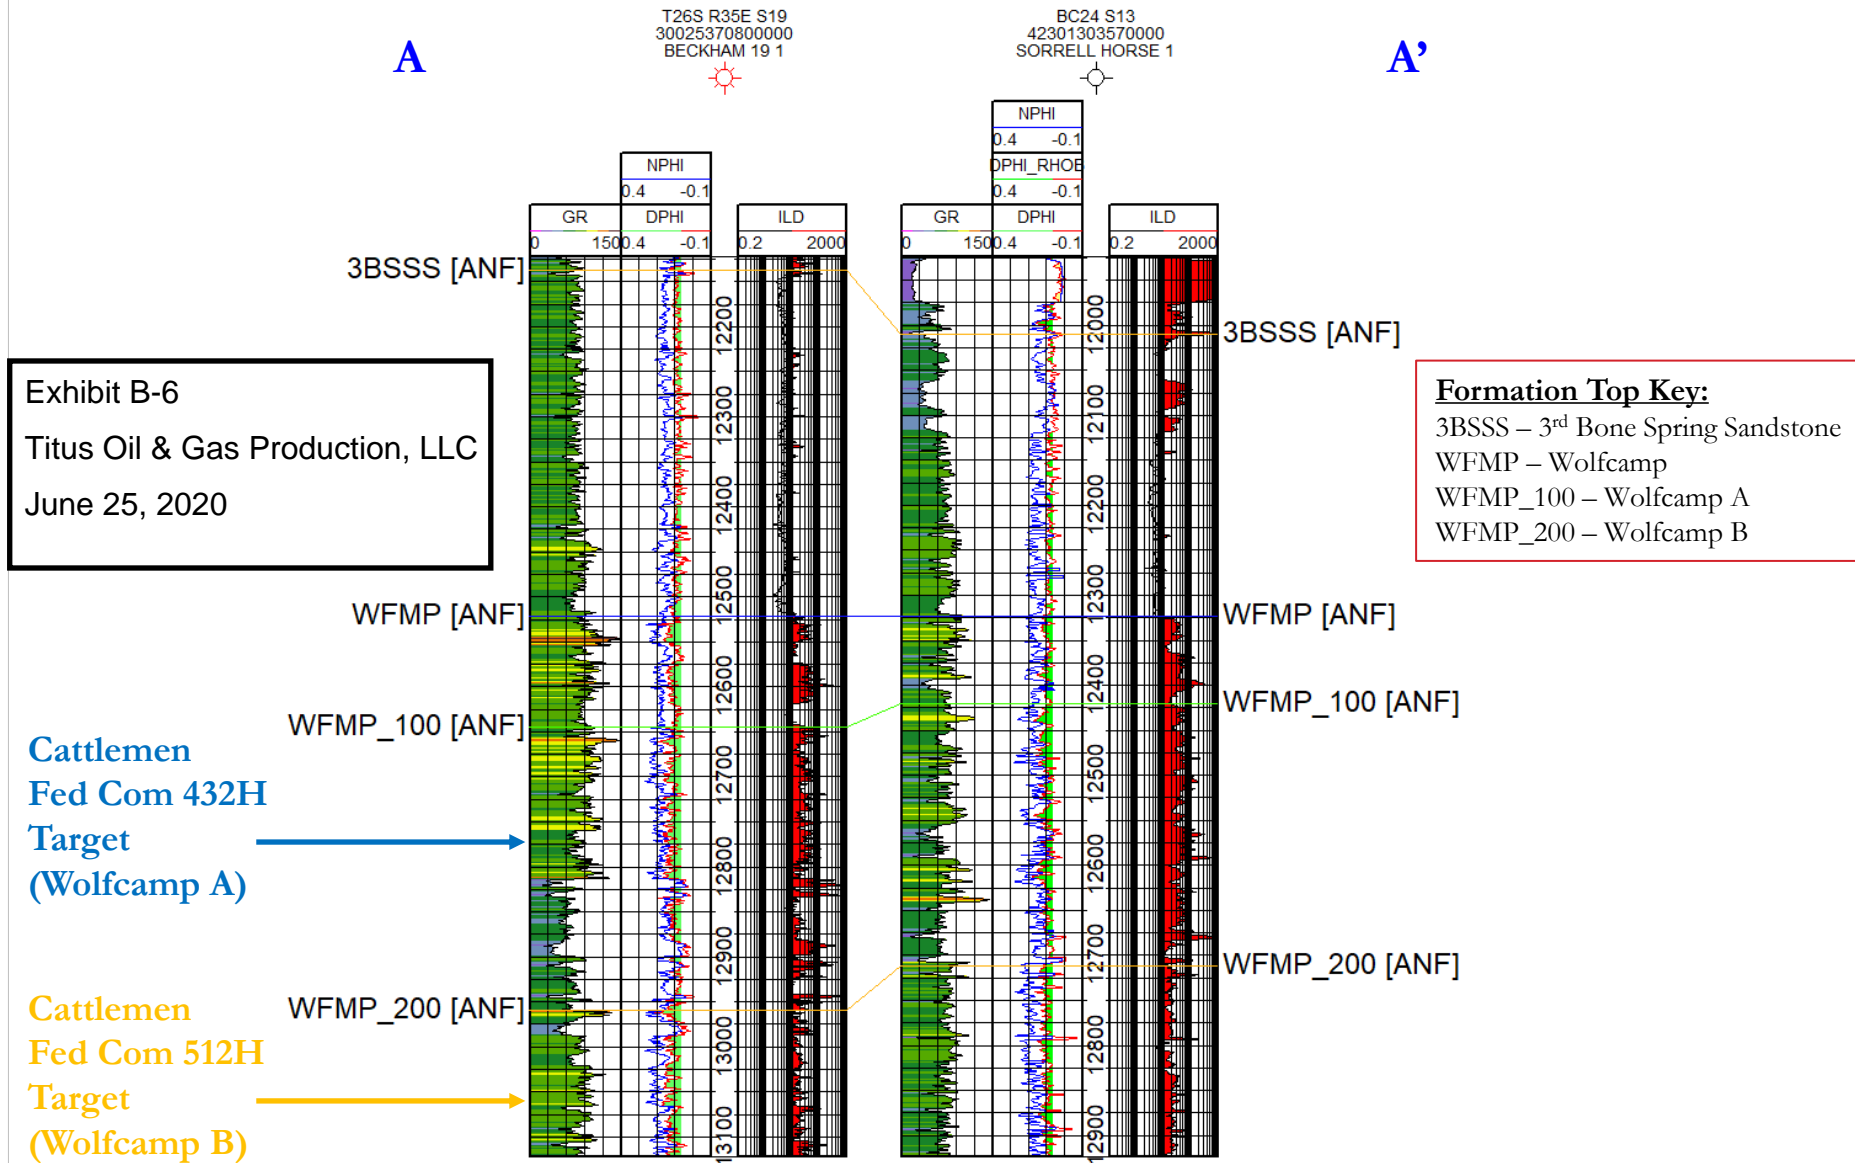 A
T26S R35E S19
30025370800000
BECKHAM 19 1
BC24 S13
42301303570000
SORRELL HORSE 1
A’
NPHI
0.4 -0.1
GR DPHI ILD
0 150 0.4 -0.1 0.2 2000
NPHI
0.4 -0.1
DPHI_RHOB
0.4 -0.1
GR DPHI ILD
0 150 0.4 -0.1 0.2 2000
3BSSS [ANF]
WFMP [ANF]
WFMP_100 [ANF]
WFMP_200 [ANF]
12200
12300
12400
12500
12600
12700
12800
12900
13000
13100
12000
12100
12200
12300
12400
12500
12600
12700
12800
12900
3BSSS [ANF]
WFMP [ANF]
WFMP_100 [ANF]
WFMP_200 [ANF]
Exhibit B-6
Titus Oil & Gas Production, LLC
June 25, 2020
Cattlemen
Fed Com 432H
Target
(Wolfcamp A)
Cattlemen
Fed Com 512H
Target
(Wolfcamp B)
Formation Top Key:
3BSSS – 3rd Bone Spring Sandstone
WFMP – Wolfcamp
WFMP_100 – Wolfcamp A
WFMP_200 – Wolfcamp B